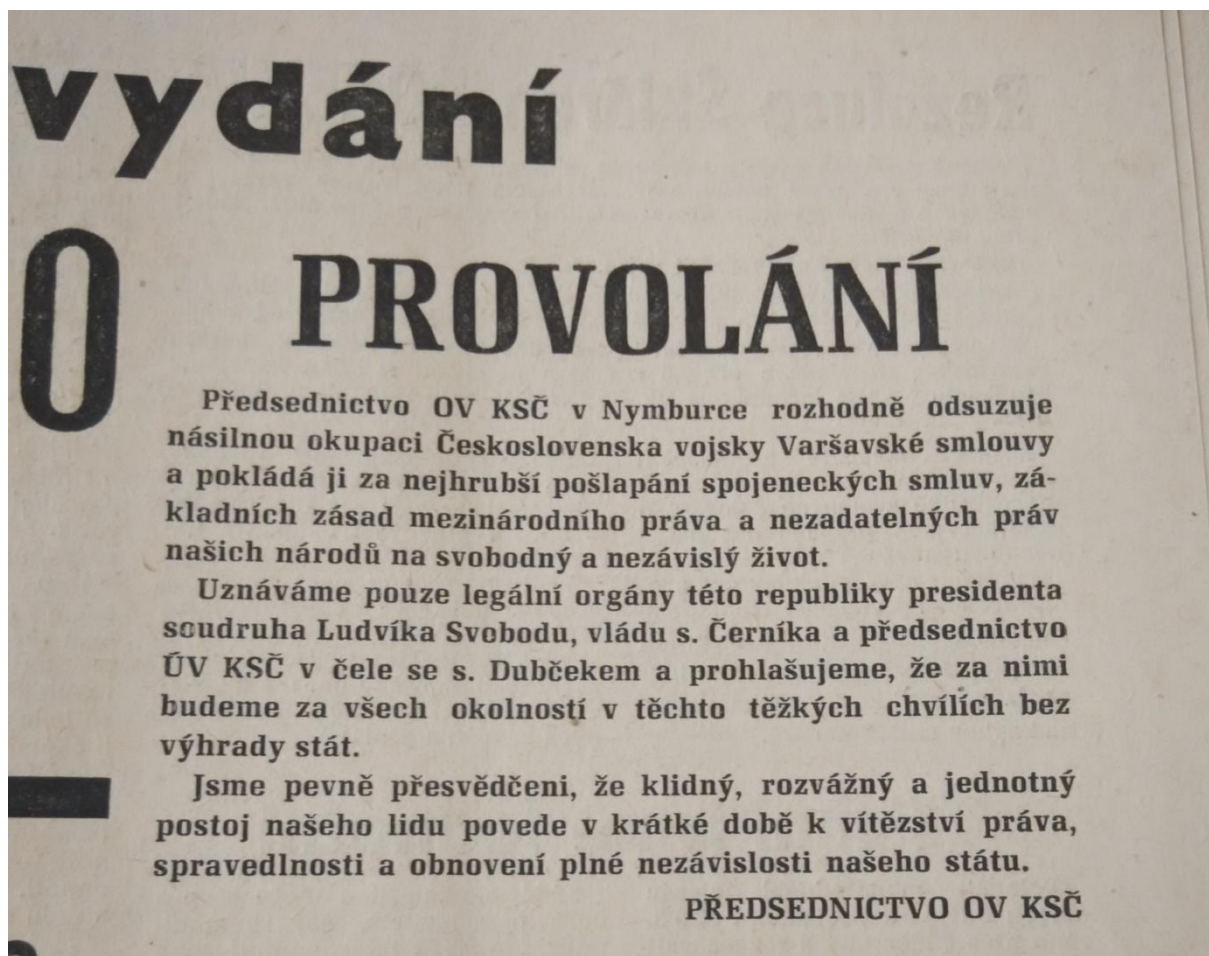 vydání
O
PROVOLÁNÍ
Předsednictvo OV KSČ v Nymburce rozhodně odsuzuje
násilnou okupaci Československa vojsky Varšavské smlouvy
a pokládá ji za nejhrubší pošlapání spojeneckých smluv, zá-
kladních zásad mezinárodního práva a nezadatelných práv
našich národů na svobodný a nezávislý život.
Uznáváme pouze legální orgány této republiky presidenta
soudruha Ludvíka Svobodu, vládu s. Černíka a předsednictvo
ÚV KSČ v čele se s. Dubčekem a prohlašujeme, že za nimi
budeme za všech okolností v těchto těžkých chvílích bez
výhrady stát.
Jsme pevně přesvědčeni, že klidný, rozvážný a jednotný
postoj našeho lidu povede v krátké době k vítězství práva,
spravedlnosti a obnovení plné nezávislosti našeho státu.
PŘEDSEDNICTVO OV KSČ